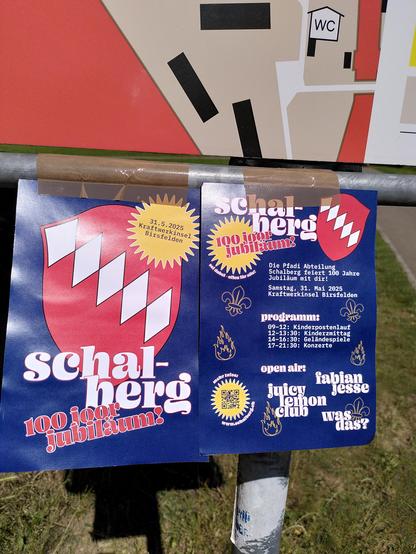 WC
31.5.2025
Kraftwerkinsel
Birsfelden
schal-
berg
100 joor
jubiläum!
schal-
berg
100 joor
jubiläum!
Die Pfadi Abteilung
Schalberg feiert 100 Jahre
Jubiläum mit dir!
Samstag, 31. Mai 2025
Kraftwerkinsel Birsfelden
programm:
09-12: Kinderpostenlauf
12-13:30: Kindermittag
14-16:30: Geländespiele
17-21:30: Konzerte
open air:
fabian
jesse
juicy
lemon
club
was
das?